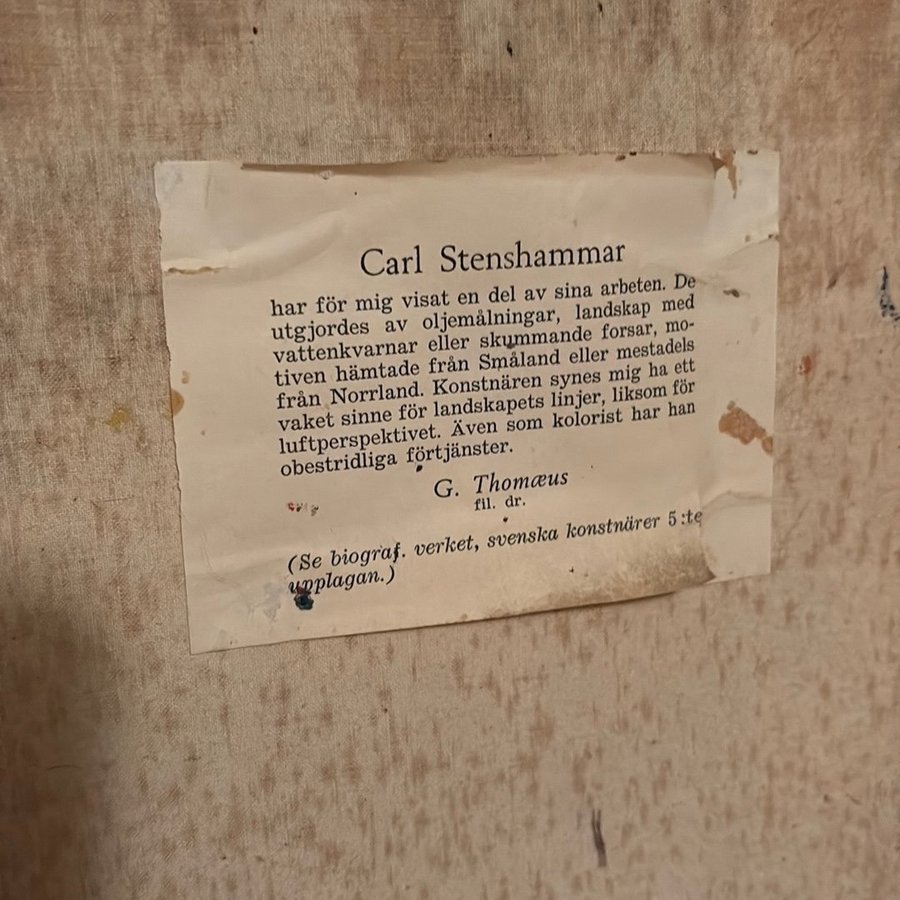 Carl Stenshammar
har för mig visat en del av sina arbeten. De
utgjordes av oljemålningar, landskap med
vattenkvarnar eller skummande forsar, mo-
tiven hämtade från Småland eller mestadels
från Norrland. Konstnären synes mig ha ett
vaket sinne för landskapets linjer, liksom för
luftperspektivet. Även som kolorist har han
obestridliga förtjänster.
G. Thomæus
fil. dr.
(Se biograf. verket, svenska konstnärer 5:te
upplagan.)